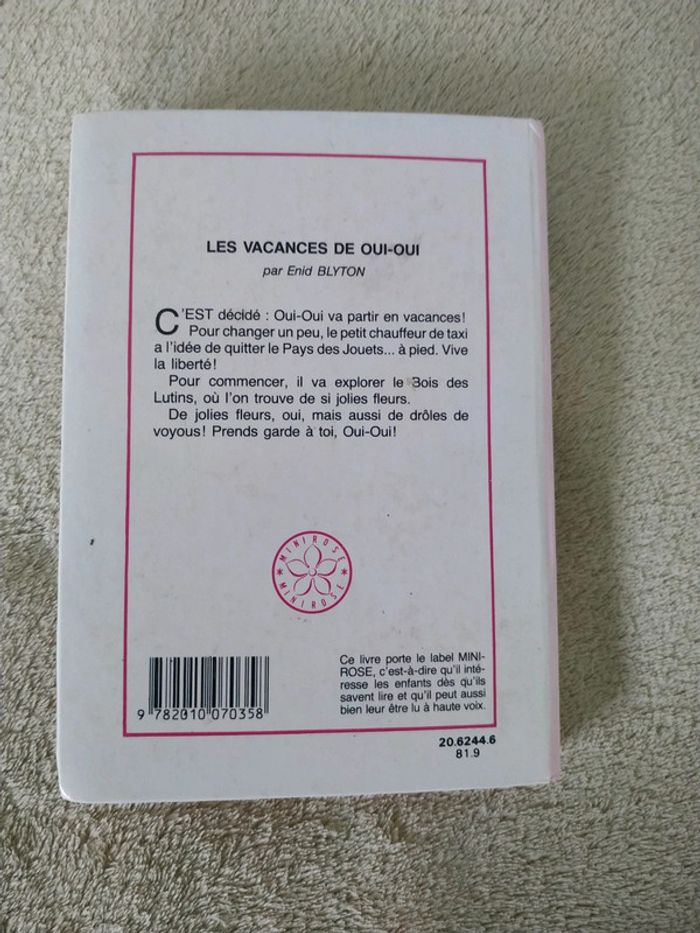 LES VACANCES DE OUI-OUI
par Enid BLYTON
C'EST décidé : Oui-Oui va partir en vacances!
Pour changer un peu, le petit chauffeur de taxi
a l'idée de quitter le Pays des Jouets... à pied. Vive
la liberté!
Pour commencer, il va explorer le Bois des
Lutins, où l'on trouve de si jolies fleurs.
De jolies fleurs, oui, mais aussi de drôles de
voyous! Prends garde à toi, Oui-Oui!
MINIROSE
MINIROSE
Ce livre porte le label MINI-
ROSE, c'est-à-dire qu'il inté-
resse les enfants dès qu'ils
savent lire et qu'il peut aussi
bien leur être lu à haute voix.
9 782010 070358
20.6244.6
81.9